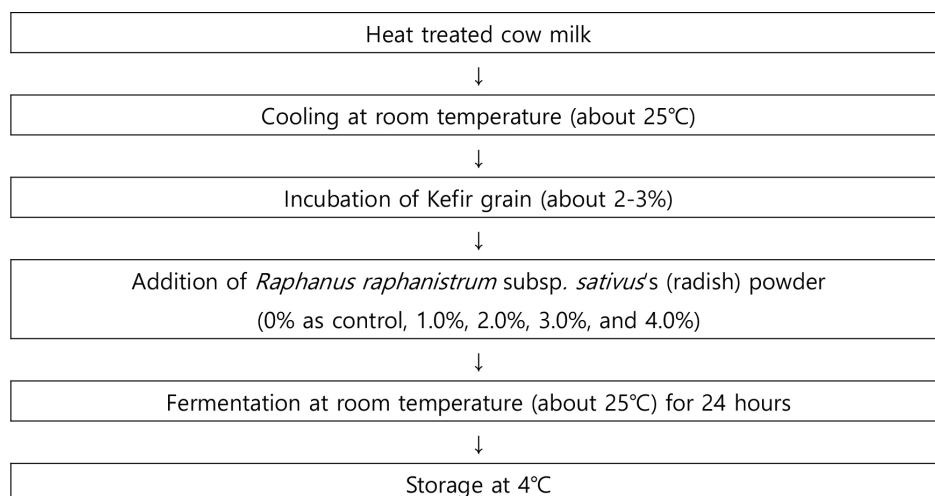 Heat treated cow milk
↓
Cooling at room temperature (about 25℃)
↓
Incubation of Kefir grain (about 2-3%)
↓
Addition of Raphanus raphanistrum subsp. sativus's (radish) powder
(0% as control, 1.0%, 2.0%, 3.0%, and 4.0%)
↓
Fermentation at room temperature (about 25℃) for 24 hours
↓
Storage at 4℃